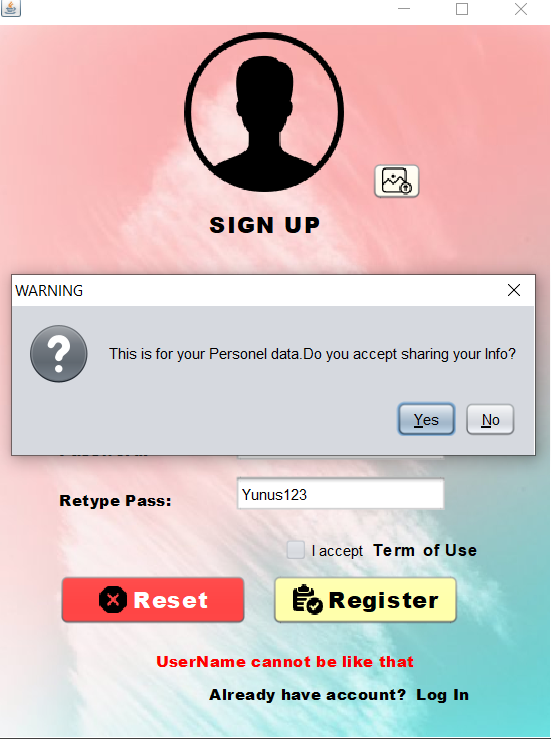 SIGN UP
WARNING
This is for your Personel data.Do you accept sharing your Info?
Yes No
Retype Pass: Yunus123
I accept Term of Use
Reset Register
UserName cannot be like that
Already have account? Log In